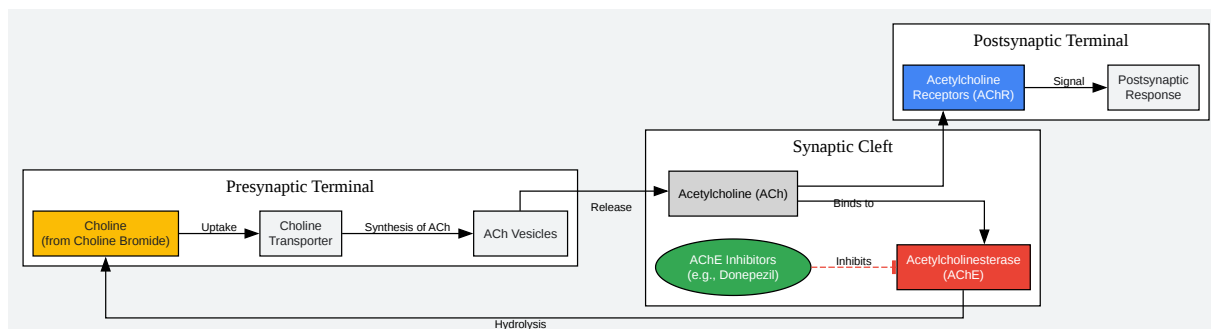 Postsynaptic Terminal
Acetylcholine
Receptors (AChR)
Signal
Postsynaptic
Response
Synaptic Cleft
Acetylcholine (ACh)
Binds to
AChE Inhibitors
(e.g., Donepezil)
Inhibits
Acetylcholinesterase
(AChE)
Presynaptic Terminal
Choline
(from Choline Bromide)
Uptake
Choline
Transporter
Synthesis of ACh
ACh Vesicles
Release
Hydrolysis